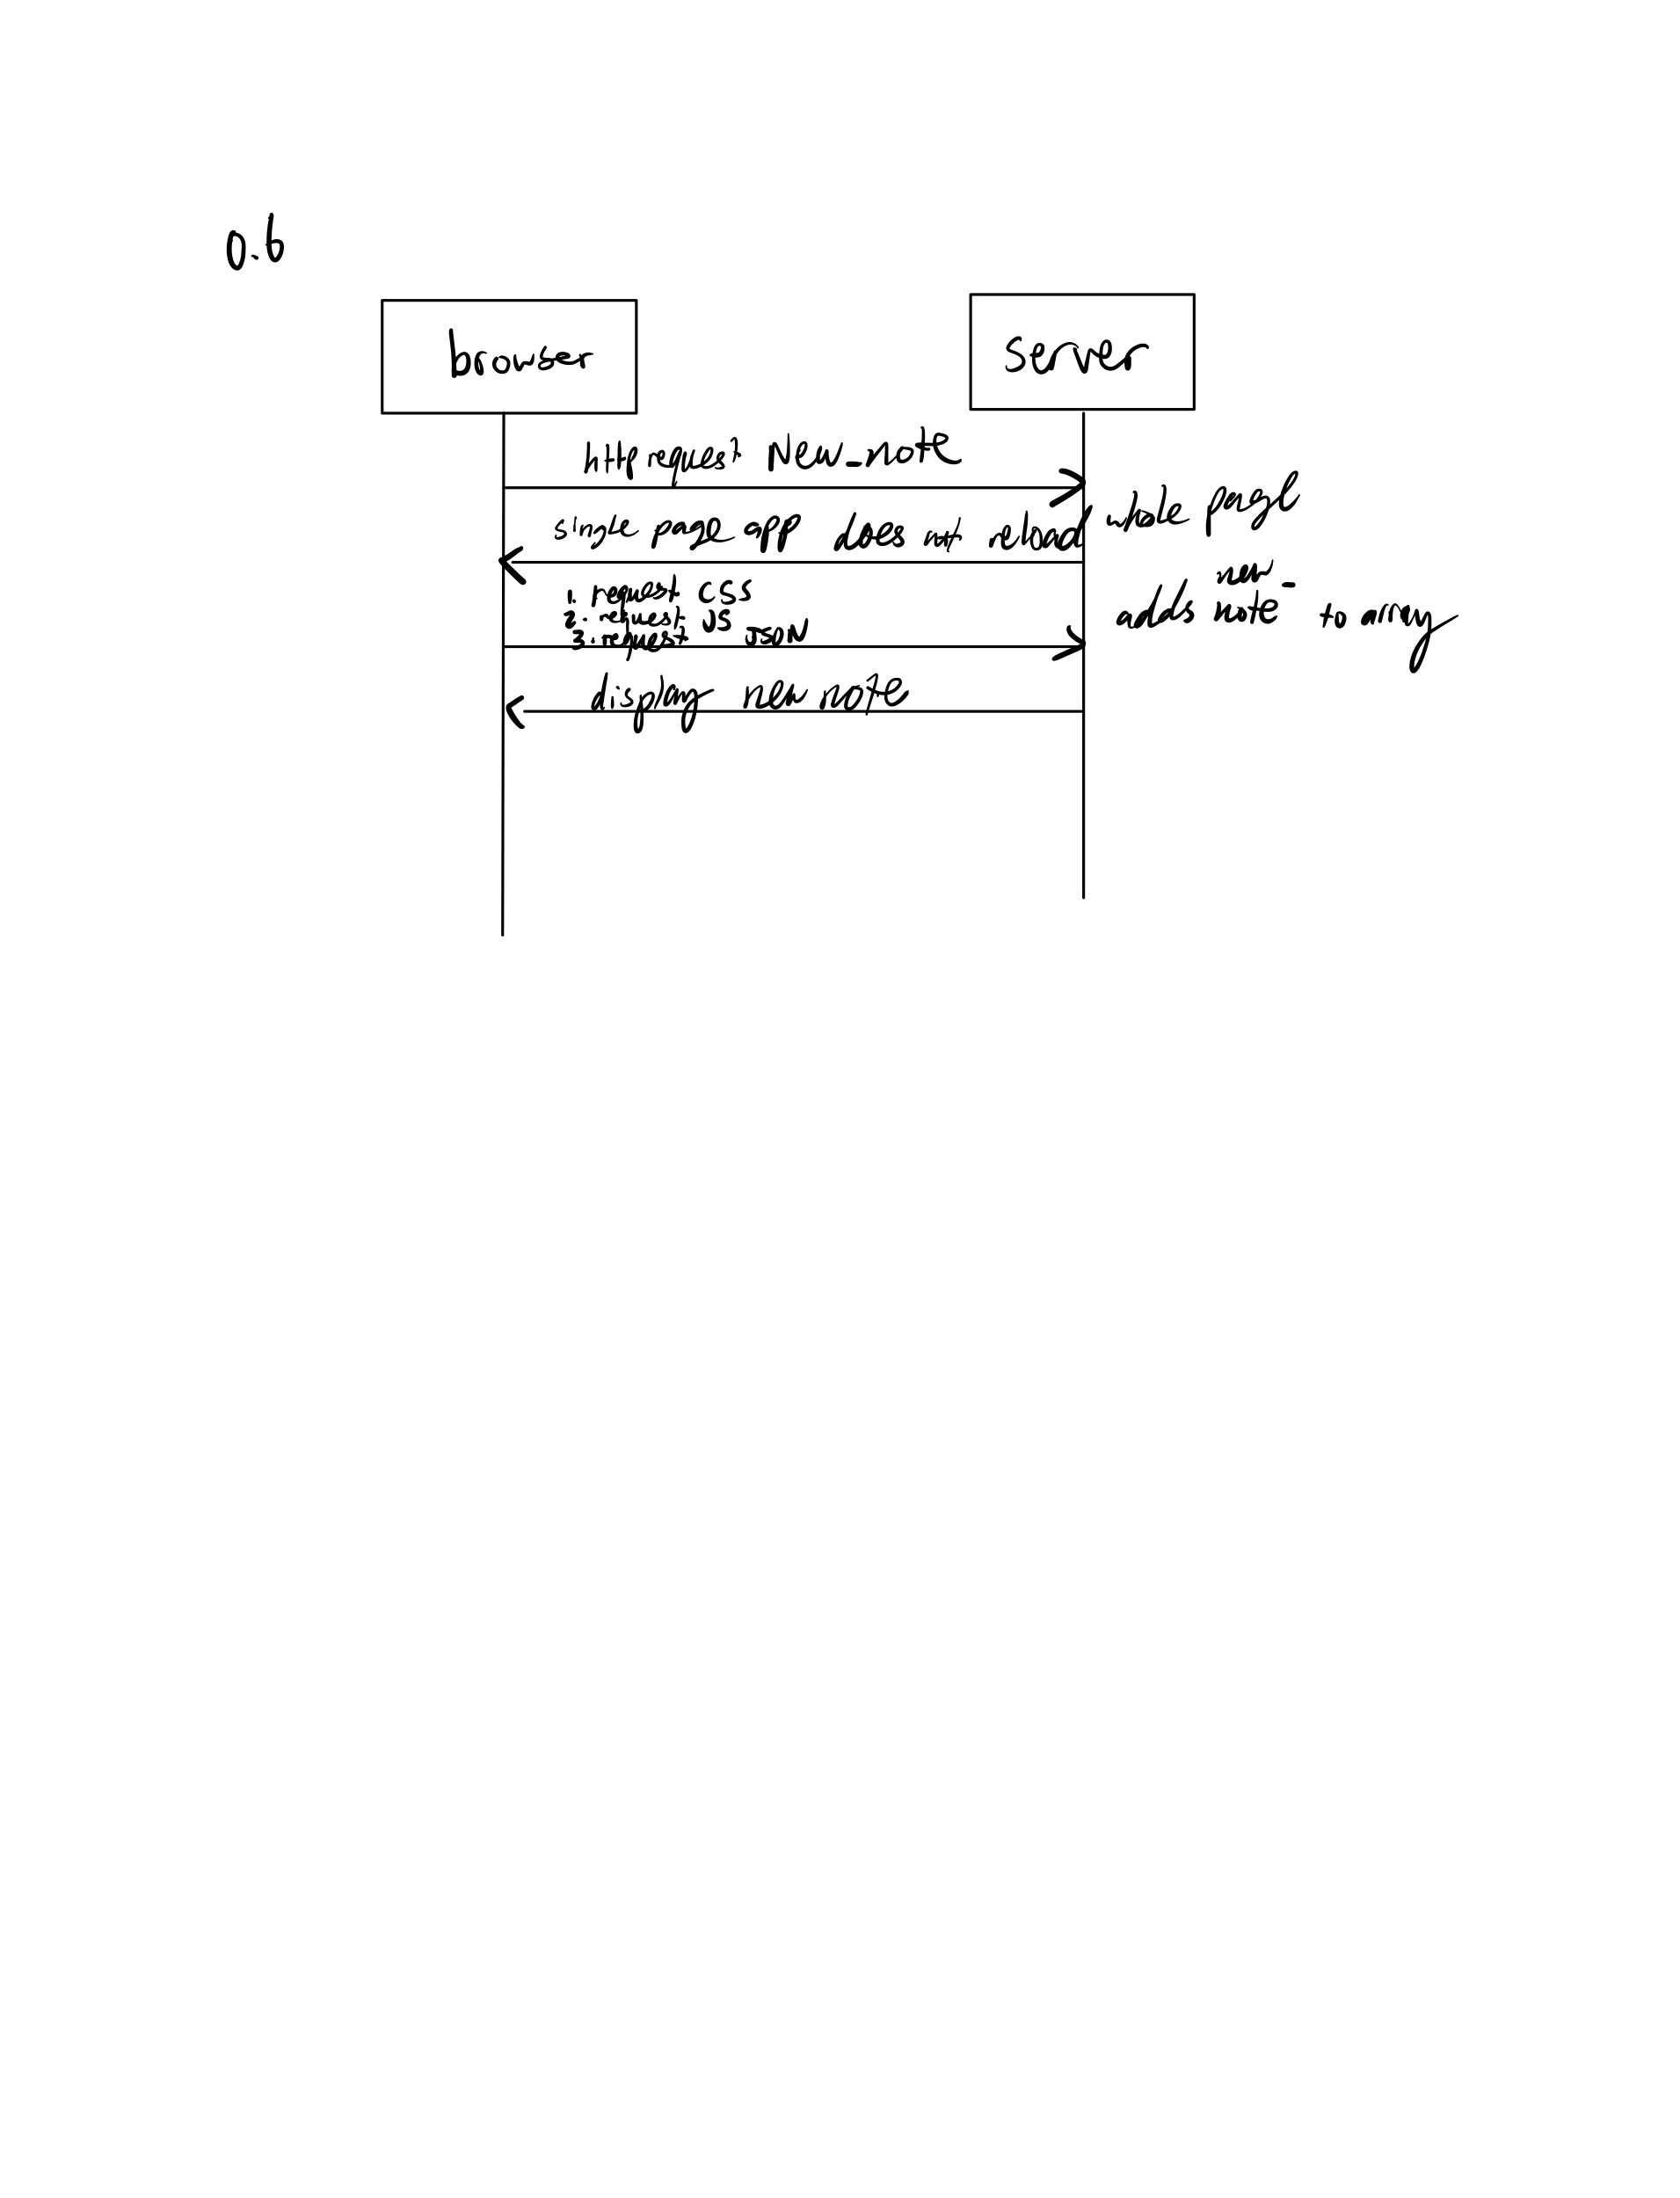 0.6
browser
server
http request New_note
single page app does not reload whole page
1. request CSS
2. request JS
3. request JSON
adds new_note to array
display new note